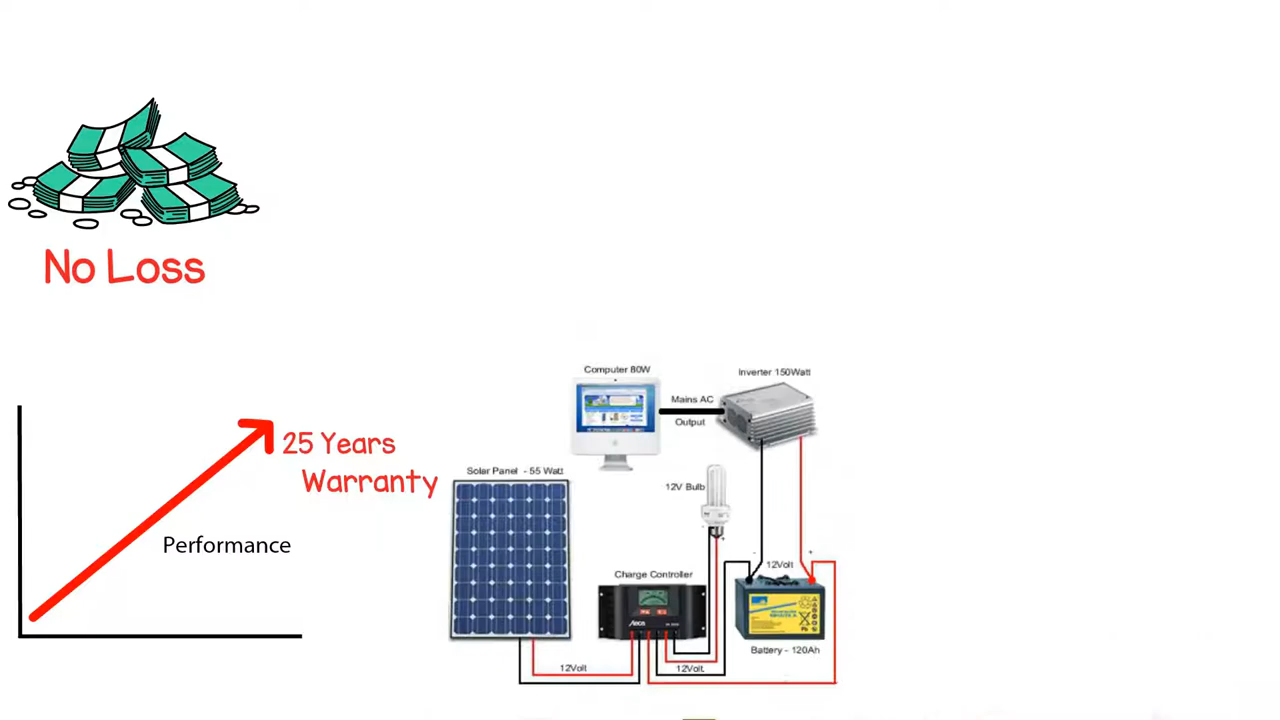 No Loss
25 Years
Warranty
Performance
Computer 80W
Inverter 150Watt
Mains AC
Output
Solar Panel - 55 Watt
12V Bulb
Charge Controller
12Volt
Battery - 120Ah
12Volt
12Volt.